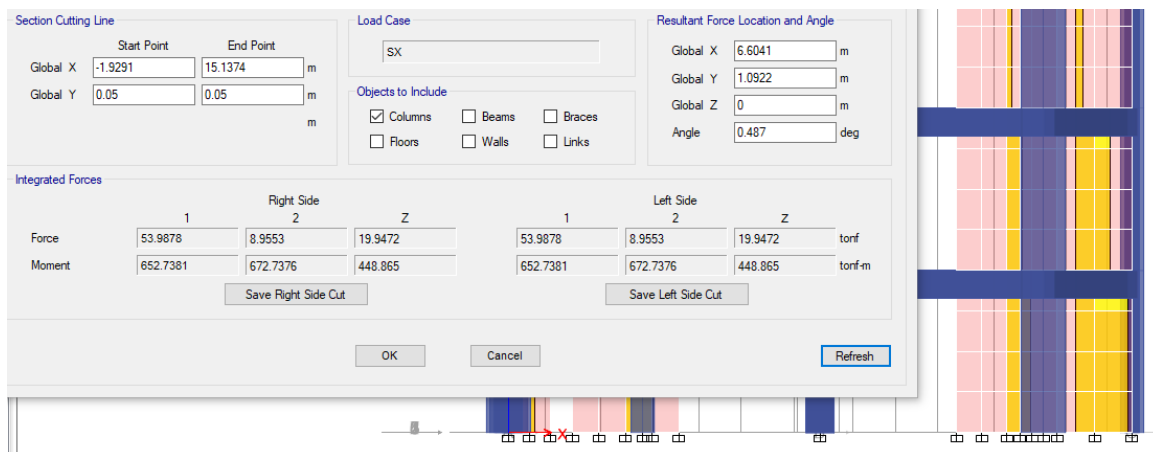 Section Cutting Line
Start Point End Point
Global X -1.9291 15.1374 m
Global Y 0.05 0.05 m
m
Load Case
SX
Objects to Include
Columns Beams Braces
Floors Walls Links
Resultant Force Location and Angle
Global X 6.6041 m
Global Y 1.0922 m
Global Z 0 m
Angle 0.487 deg
Integrated Forces
Right Side Left Side
1 2 Z 1 2 Z
Force 53.9878 8.9553 19.9472 53.9878 8.9553 19.9472 tonf
Moment 652.7381 672.7376 448.865 652.7381 672.7376 448.865 tonf-m
Save Right Side Cut Save Left Side Cut
OK Cancel Refresh
X